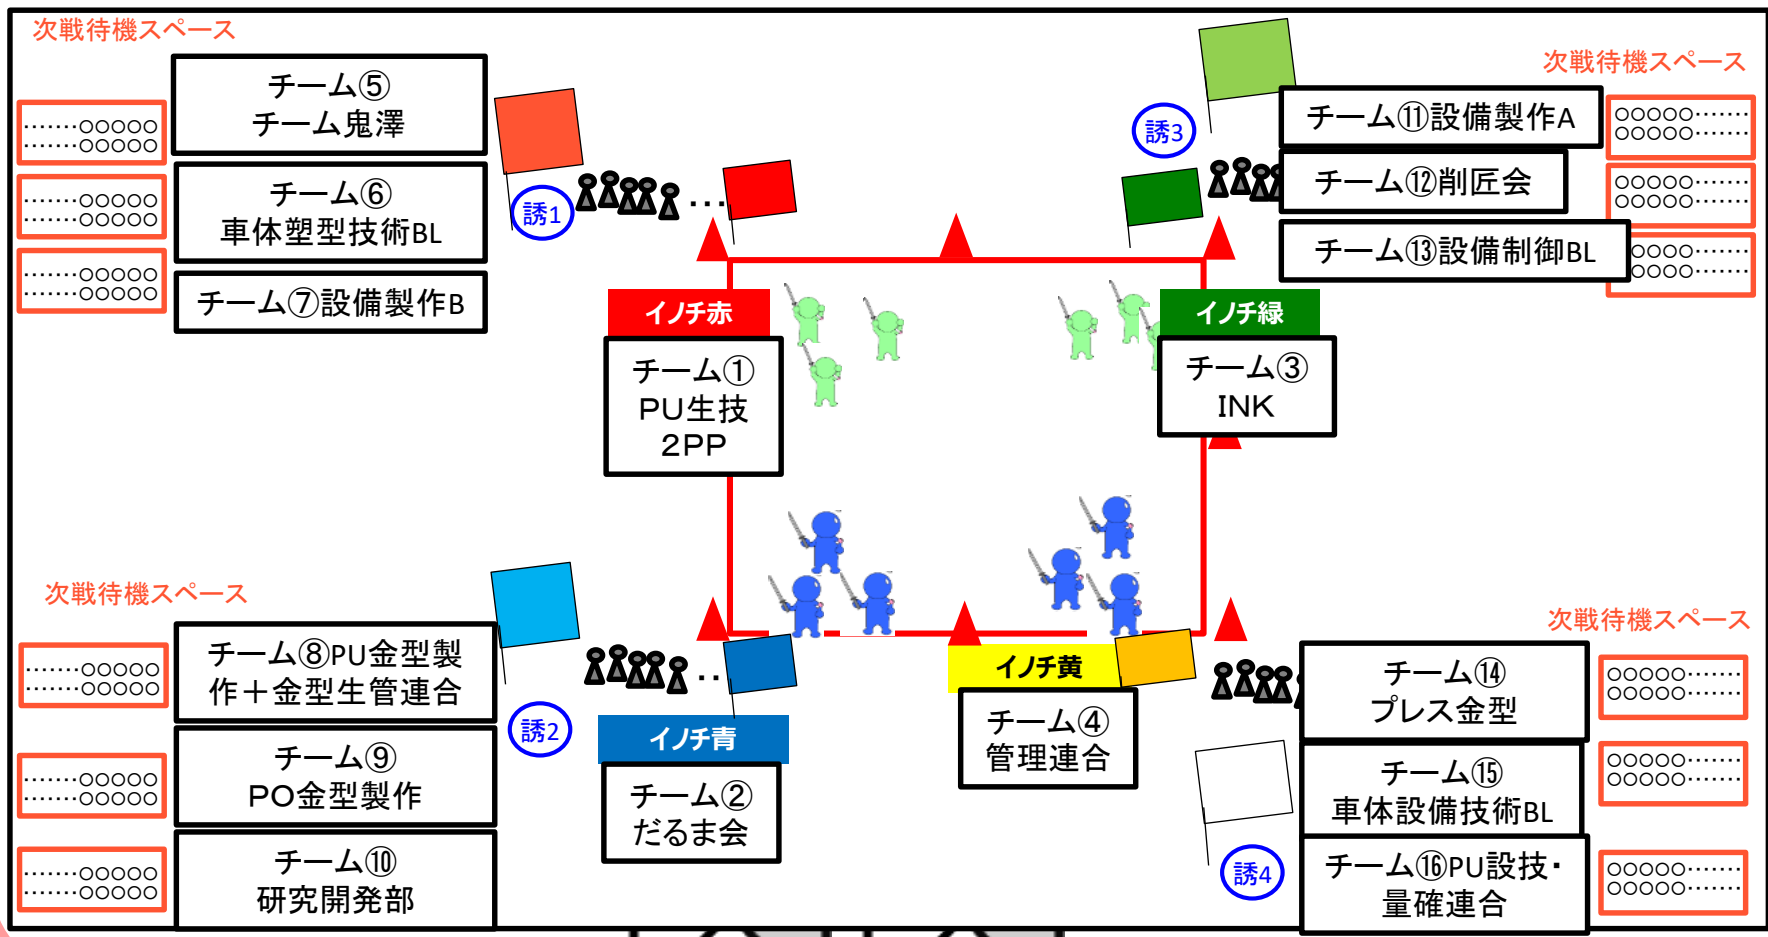 次戦待機スペース
チーム⑤
チーム鬼澤
‥‥‥‥○○○○○
‥‥‥‥○○○○○
チーム⑥
車体塑型技術BL
‥‥‥‥○○○○○
‥‥‥‥○○○○○
チーム⑦設備製作B
‥‥‥‥○○○○○
‥‥‥‥○○○○○
誘1
…
誘3
次戦待機スペース
チーム⑪設備製作A
○○○○○‥‥‥‥
○○○○○‥‥‥‥
チーム⑫削匠会
○○○○○‥‥‥‥
○○○○○‥‥‥‥
チーム⑬設備制御BL
○○○○‥‥‥‥
○○○○‥‥‥‥
イノチ赤
チーム①
PU生技
2PP
イノチ緑
チーム③
INK
次戦待機スペース
チーム⑧PU金型製
作＋金型生管連合
‥‥‥‥○○○○○
‥‥‥‥○○○○○
チーム⑨
PO金型製作
‥‥‥‥○○○○○
‥‥‥‥○○○○○
チーム⑩
研究開発部
‥‥‥‥○○○○○
‥‥‥‥○○○○○
誘2
‥
イノチ青
チーム②
だるま会
イノチ黄
チーム④
管理連合
次戦待機スペース
チーム⑭
プレス金型
○○○○○‥‥‥‥
○○○○○‥‥‥‥
チーム⑮
車体設備技術BL
○○○○○‥‥‥‥
○○○○○‥‥‥‥
誘4
チーム⑯PU設技・
量確連合
○○○○○‥‥‥‥
○○○○○‥‥‥‥